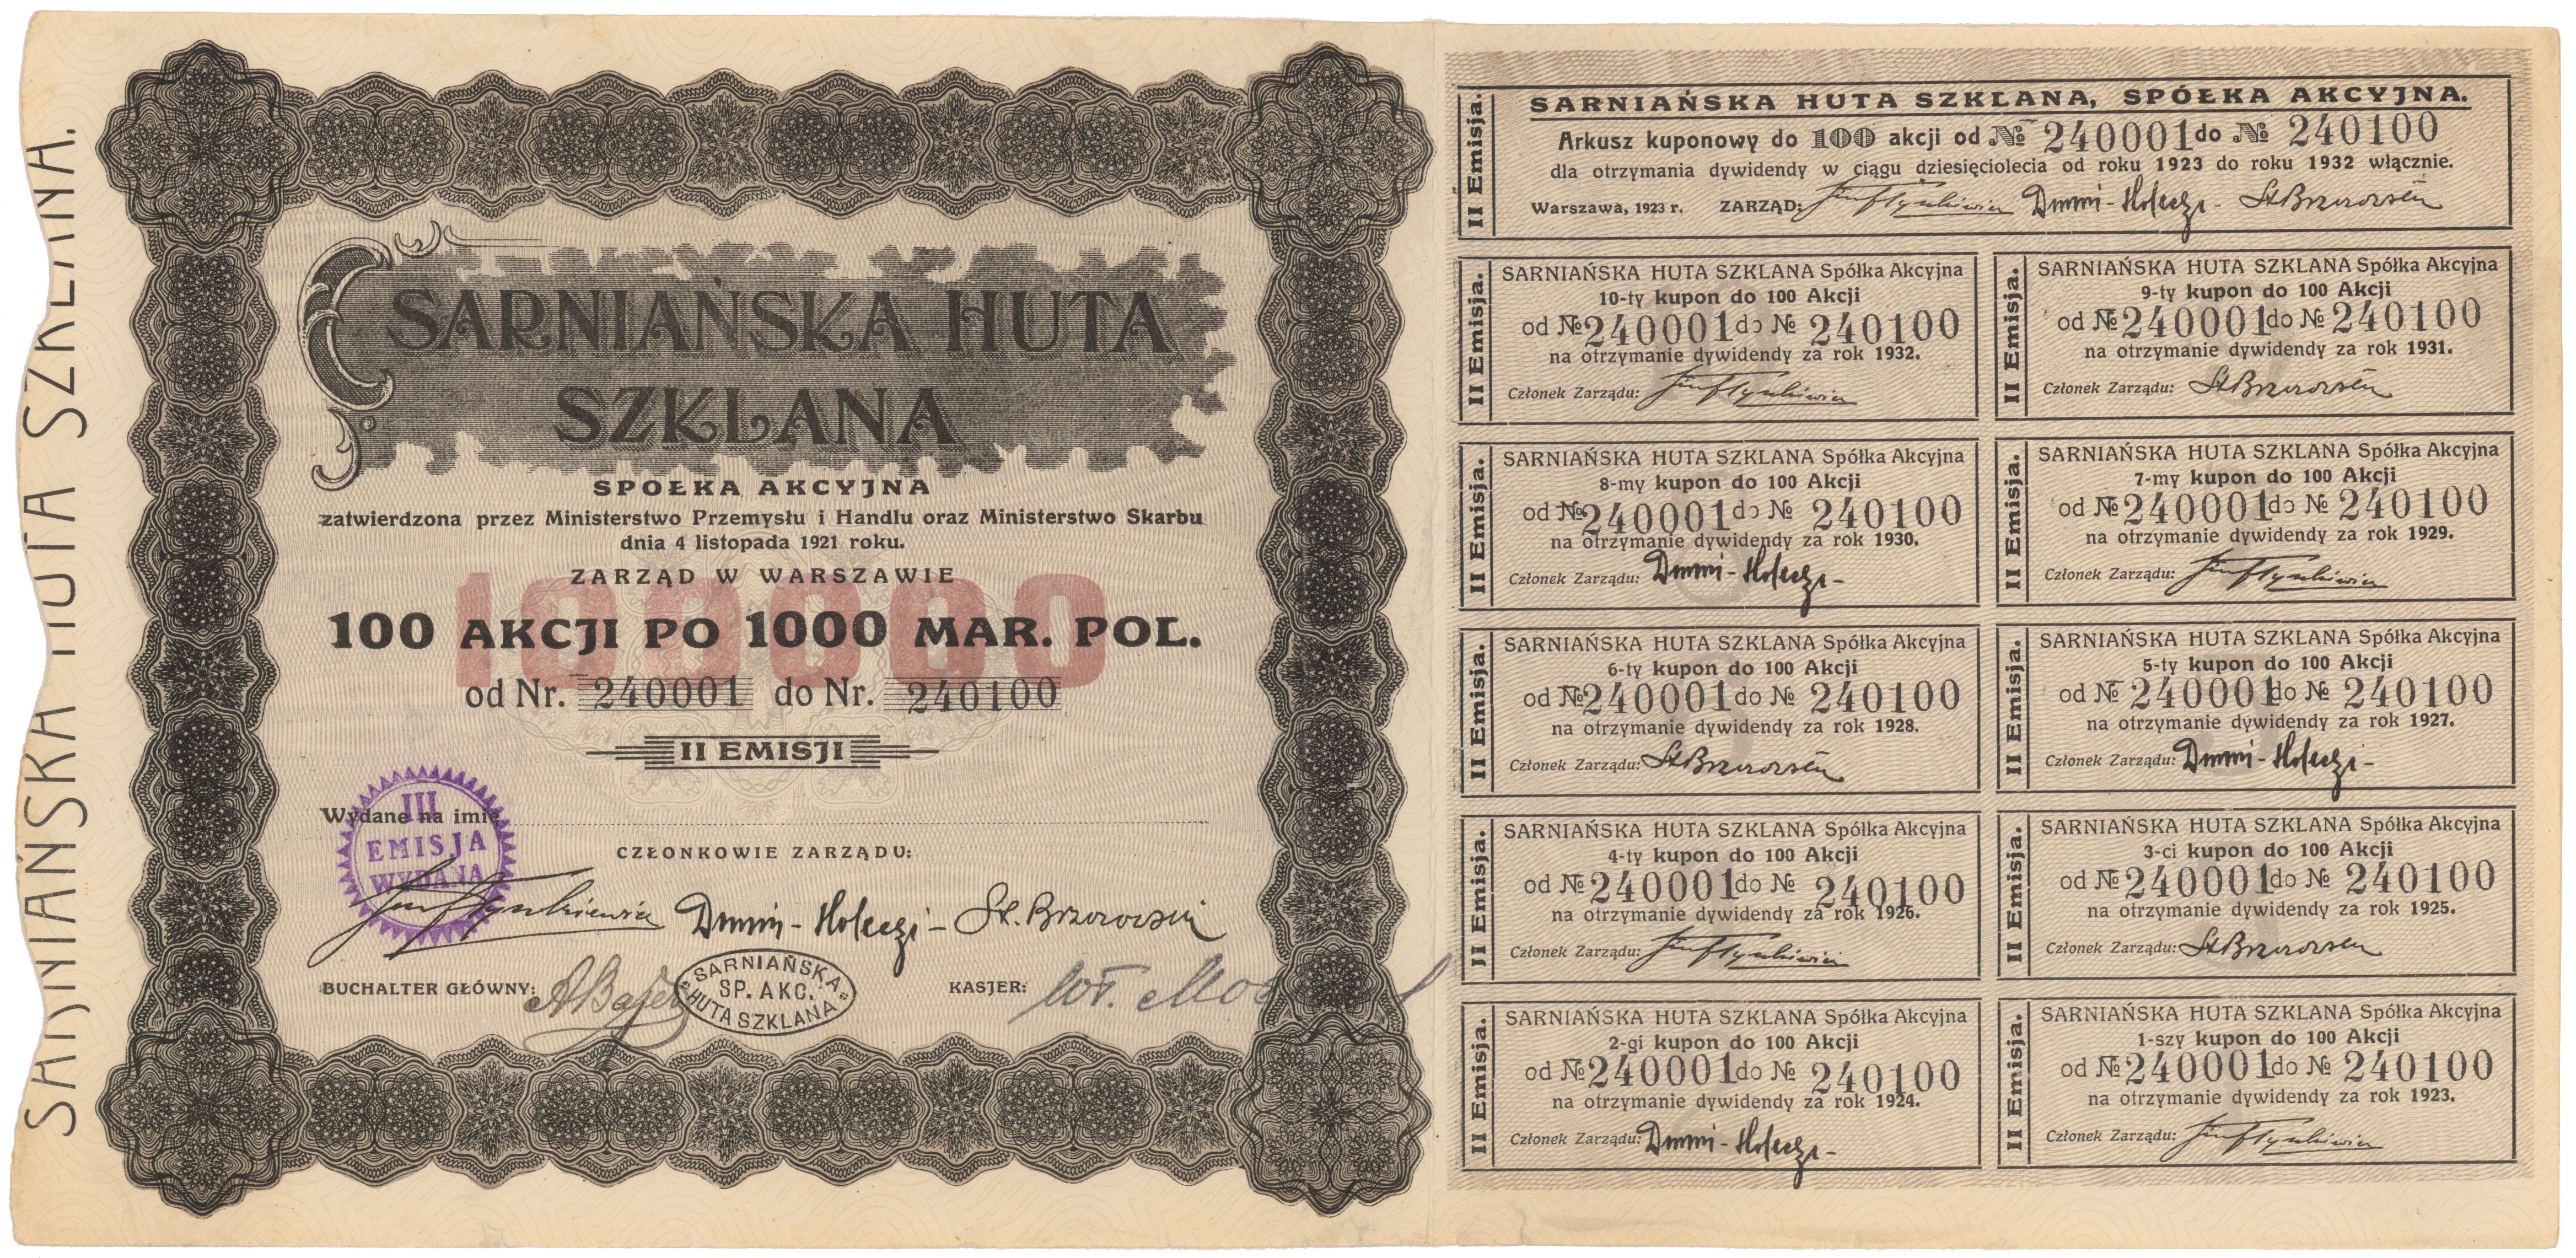 SARNIAŃSKA HUTA SZKLANA.
SARNIAŃSKA HUTA
SZKLANA
SPOŁKA AKCYJNA
zatwierdzona przez Ministerstwo Przemysłu i Handlu oraz Ministerstwo Skarbu
dnia 4 listopada 1921 roku.
ZARZĄD W WARSZAWIE
100000
100 AKCJI PO 1000 MAR. POL.
od Nr. 240001 do Nr. 240100
II EMISJI
Wydane na imię
III
EMISJA
WYDANA
CZŁONKOWIE ZARZĄDU:
St. Brzozowski
BUCHALTER GŁÓWNY:
SARNIAŃSKA
SP. AKC.
HUTA SZKLANA
KASJER:
II Emisja.
SARNIAŃSKA HUTA SZKLANA, SPÓŁKA AKCYJNA.
Arkusz kuponowy do 100 akcji od № 240001 do № 240100
dla otrzymania dywidendy w ciągu dziesięciolecia od roku 1923 do roku 1932 włącznie.
Warszawa, 1923 r. ZARZĄD: St Brzozowski
II Emisja.
SARNIAŃSKA HUTA SZKLANA Spółka Akcyjna
10-ty kupon do 100 Akcji
od № 240001 do № 240100
na otrzymanie dywidendy za rok 1932.
Członek Zarządu:
II Emisja.
SARNIAŃSKA HUTA SZKLANA Spółka Akcyjna
9-ty kupon do 100 Akcji
od № 240001 do № 240100
na otrzymanie dywidendy za rok 1931.
Członek Zarządu: St Brzozowski
II Emisja.
SARNIAŃSKA HUTA SZKLANA Spółka Akcyjna
8-my kupon do 100 Akcji
od № 240001 do № 240100
na otrzymanie dywidendy za rok 1930.
Członek Zarządu:
II Emisja.
SARNIAŃSKA HUTA SZKLANA Spółka Akcyjna
7-my kupon do 100 Akcji
od № 240001 do № 240100
na otrzymanie dywidendy za rok 1929.
Członek Zarządu:
II Emisja.
SARNIAŃSKA HUTA SZKLANA Spółka Akcyjna
6-ty kupon do 100 Akcji
od № 240001 do № 240100
na otrzymanie dywidendy za rok 1928.
Członek Zarządu: St Brzozowski
II Emisja.
SARNIAŃSKA HUTA SZKLANA Spółka Akcyjna
5-ty kupon do 100 Akcji
od № 240001 do № 240100
na otrzymanie dywidendy za rok 1927.
Członek Zarządu:
II Emisja.
SARNIAŃSKA HUTA SZKLANA Spółka Akcyjna
4-ty kupon do 100 Akcji
od № 240001 do № 240100
na otrzymanie dywidendy za rok 1926.
Członek Zarządu:
II Emisja.
SARNIAŃSKA HUTA SZKLANA Spółka Akcyjna
3-ci kupon do 100 Akcji
od № 240001 do № 240100
na otrzymanie dywidendy za rok 1925.
Członek Zarządu: St Brzozowski
II Emisja.
SARNIAŃSKA HUTA SZKLANA Spółka Akcyjna
2-gi kupon do 100 Akcji
od № 240001 do № 240100
na otrzymanie dywidendy za rok 1924.
Członek Zarządu:
II Emisja.
SARNIAŃSKA HUTA SZKLANA Spółka Akcyjna
1-szy kupon do 100 Akcji
od № 240001 do № 240100
na otrzymanie dywidendy za rok 1923.
Członek Zarządu: